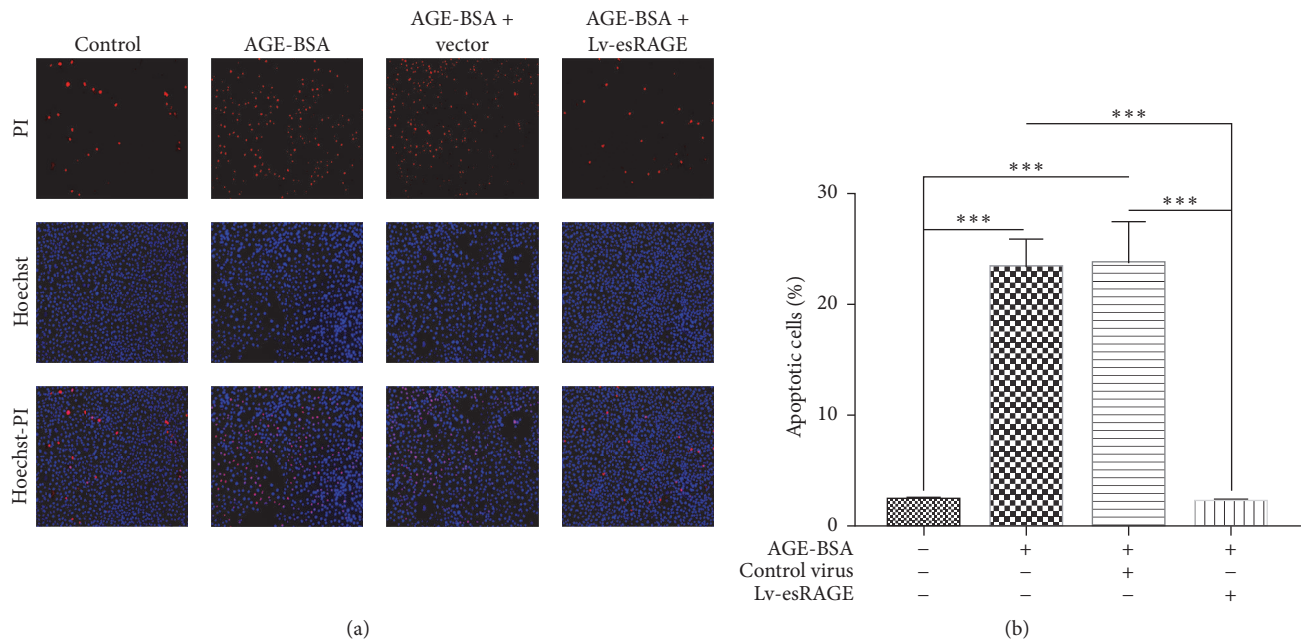 Control
AGE-BSA
AGE-BSA +
vector
AGE-BSA +
Lv-esRAGE
PI
Hoechst
Hoechst-PI
(a)
***
***
***
***
30
20
10
0
Apoptotic cells (%)
AGE-BSA − + + +
Control virus − − + −
Lv-esRAGE − − − +
(b)